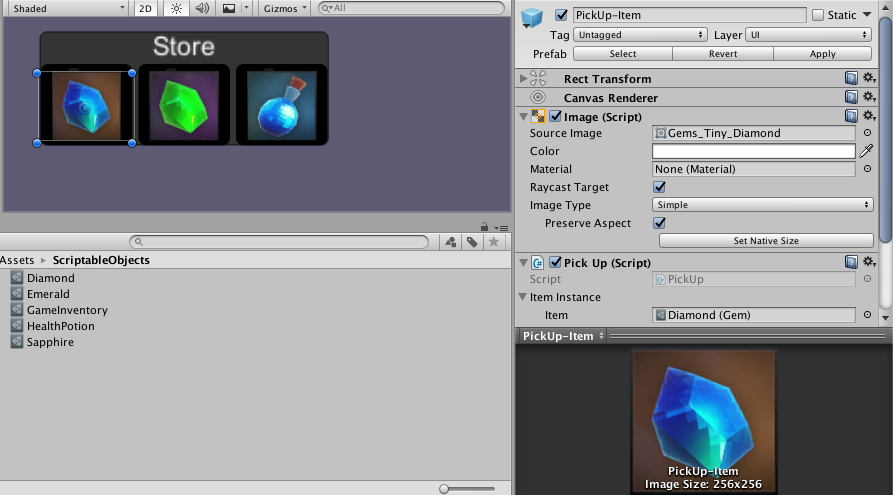 Shaded 2D Gizmos All
Store
Assets ScriptableObjects
Diamond
Emerald
GameInventory
HealthPotion
Sapphire
PickUp-Item Static
Tag Untagged Layer UI
Prefab Select Revert Apply
Rect Transform
Canvas Renderer
Image (Script)
Source Image Gems_Tiny_Diamond
Color
Material None (Material)
Raycast Target
Image Type Simple
Preserve Aspect
Set Native Size
Pick Up (Script)
Script PickUp
Item Instance
Item Diamond (Gem)
PickUp-Item
PickUp-Item
Image Size: 256x256